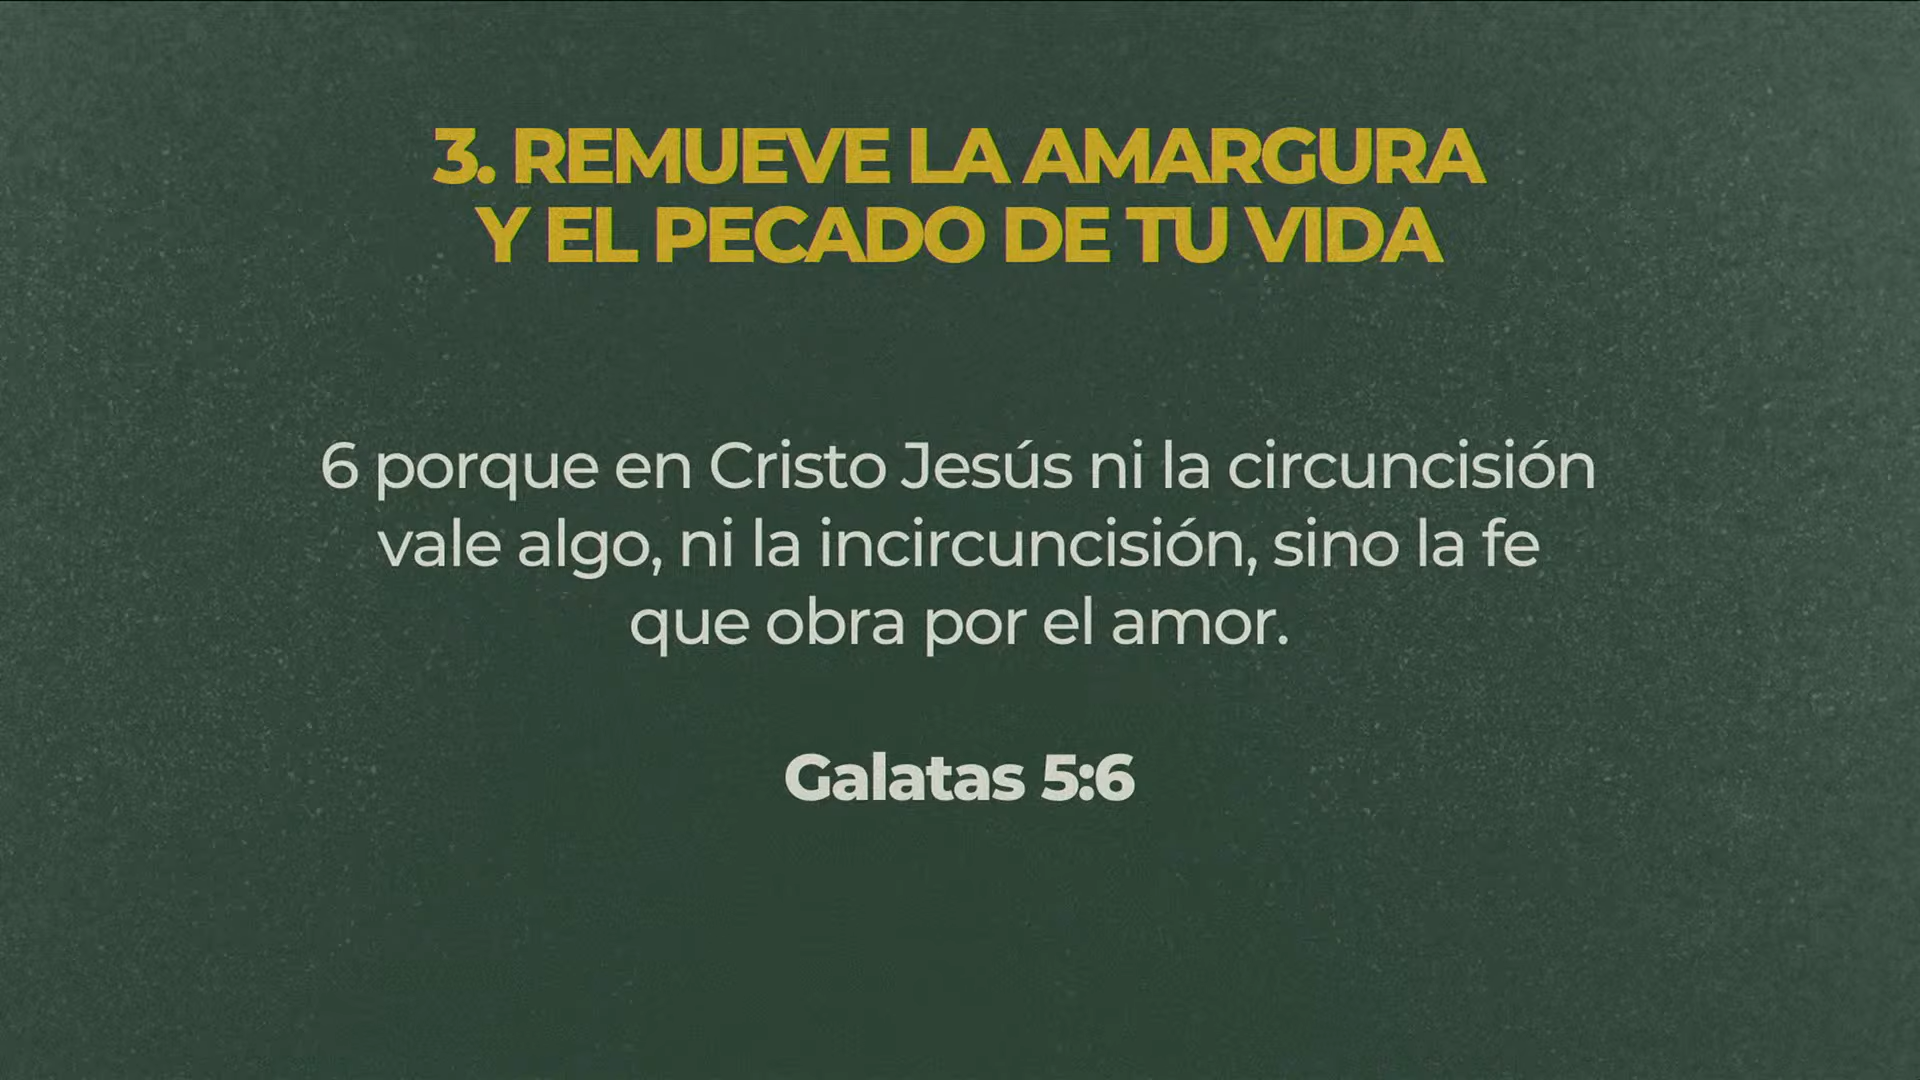 3. REMUEVE LA AMARGURA
Y EL PECADO DE TU VIDA
6 porque en Cristo Jesús ni la circuncisión
vale algo, ni la incircuncisión, sino la fe
que obra por el amor.
Galatas 5:6